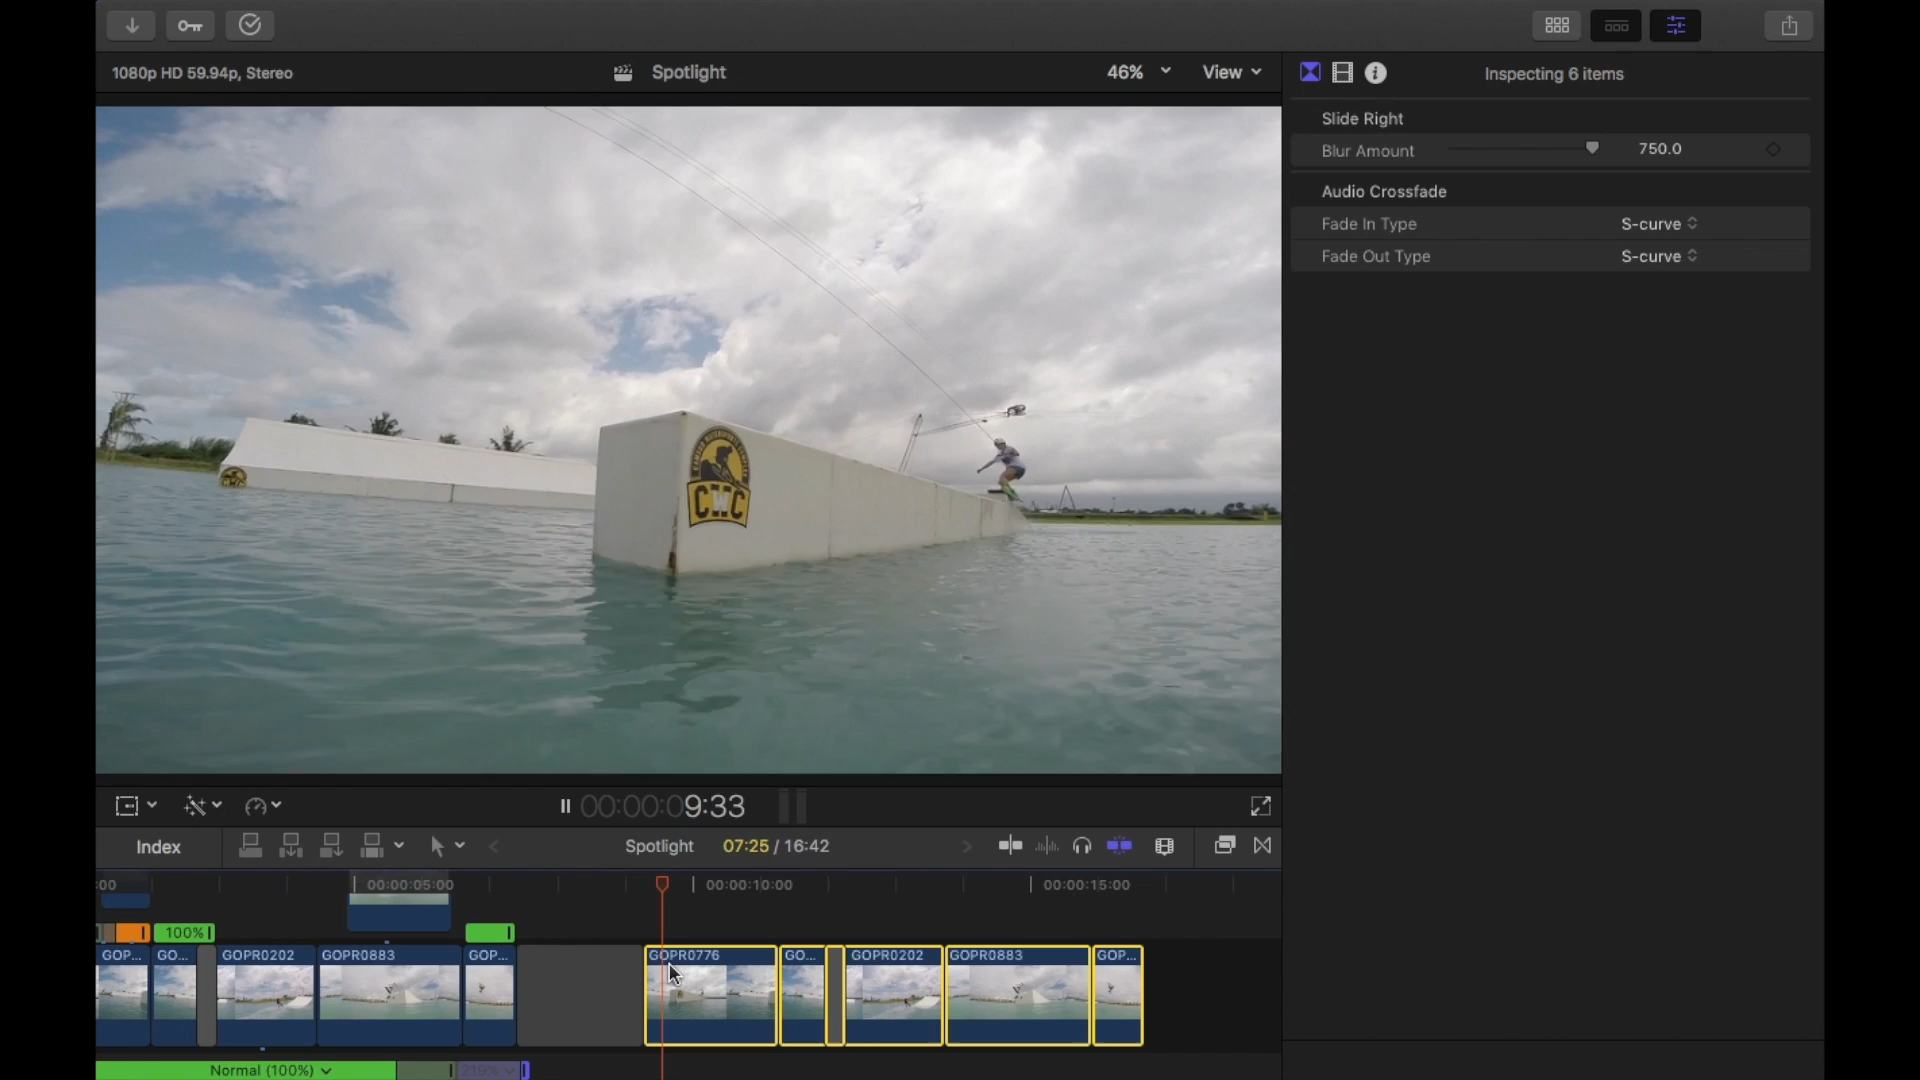 1080p HD 59.94p, Stereo
Spotlight
46%
View
Inspecting 6 items
Slide Right
Blur Amount
750.0
Audio Crossfade
Fade In Type
S-curve
Fade Out Type
S-curve
CWC
CWC
00:00:09:33
Index
Spotlight
07:25 / 16:42
:00
00:00:05:00
00:00:10:00
00:00:15:00
100%
GOP...
GO...
GOPR0202
GOPR0883
GOP...
GOPR0776
GO...
GOPR0202
GOPR0883
GOP...
Normal (100%)
219%